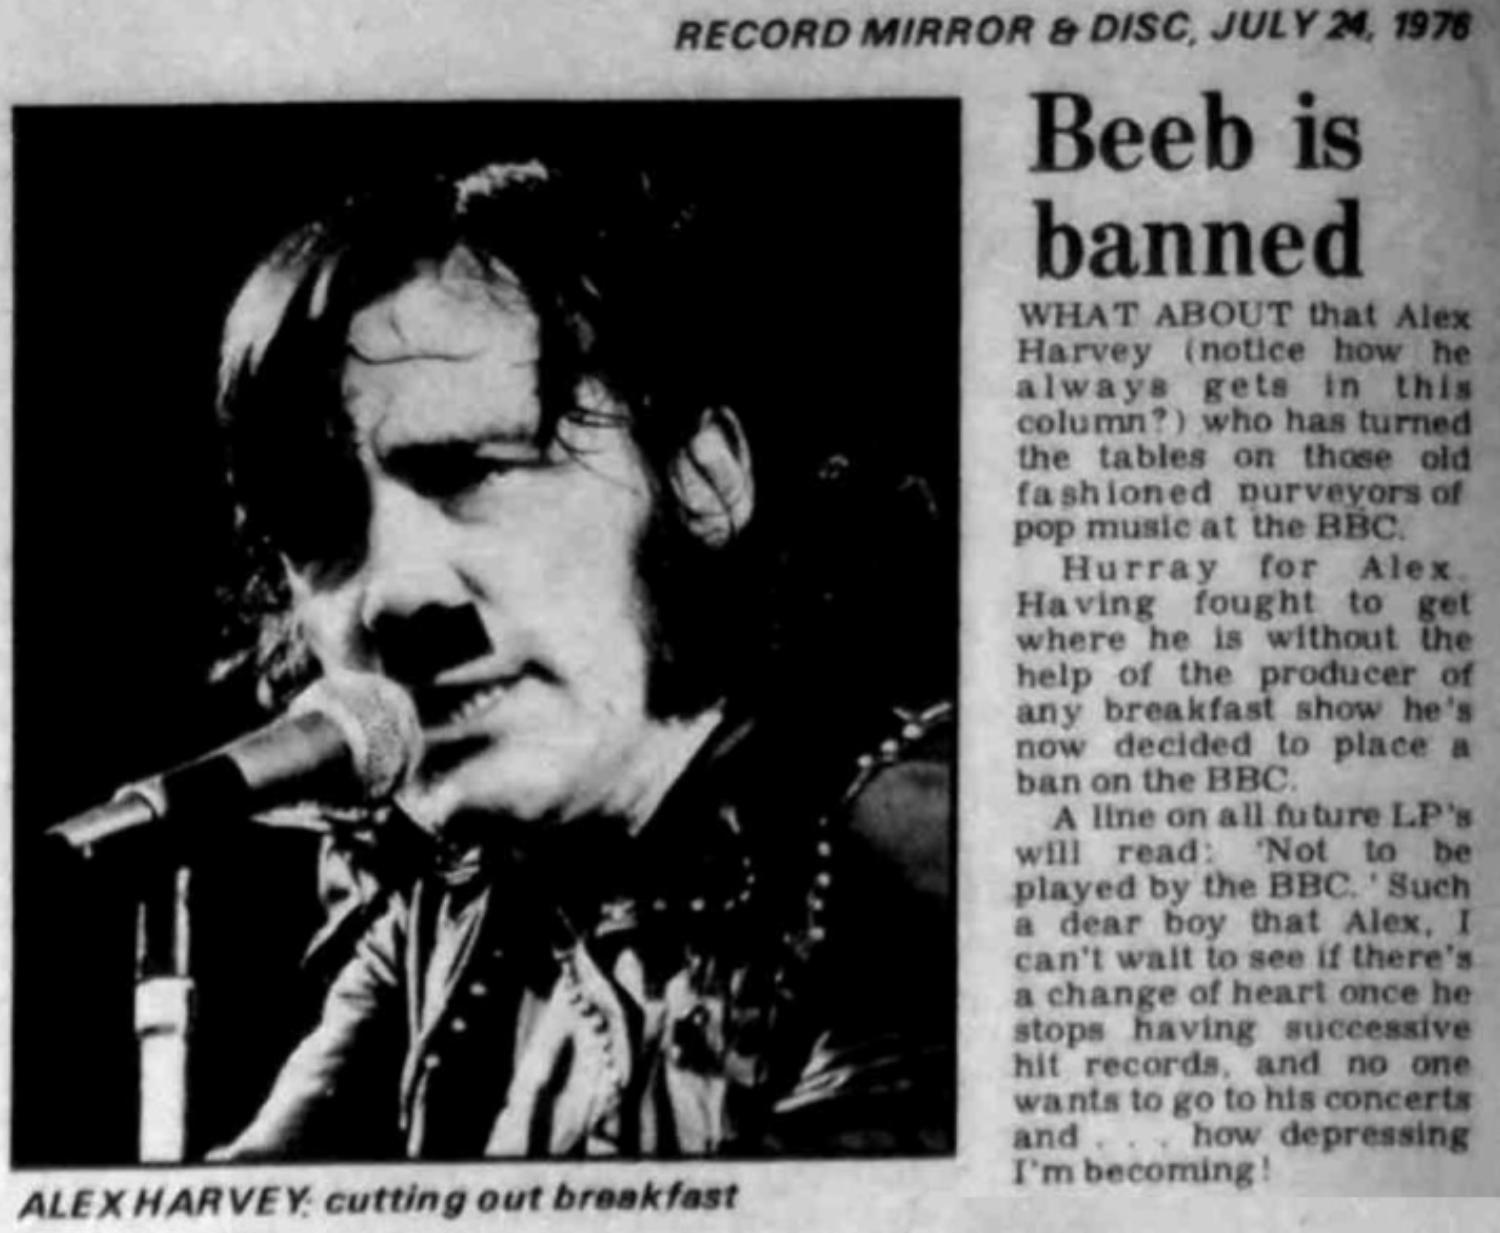 RECORD MIRROR & DISC, JULY 24, 1976
Beeb is
banned
WHAT ABOUT that Alex
Harvey (notice how he
always gets in this
column?) who has turned
the tables on those old
fashioned purveyors of
pop music at the BBC.
Hurray for Alex.
Having fought to get
where he is without the
help of the producer of
any breakfast show he's
now decided to place a
ban on the BBC.
A line on all future LP's
will read: 'Not to be
played by the BBC.' Such
a dear boy that Alex, I
can't wait to see if there's
a change of heart once he
stops having successive
hit records, and no one
wants to go to his concerts
and . . . how depressing
I'm becoming!
ALEX HARVEY: cutting out breakfast